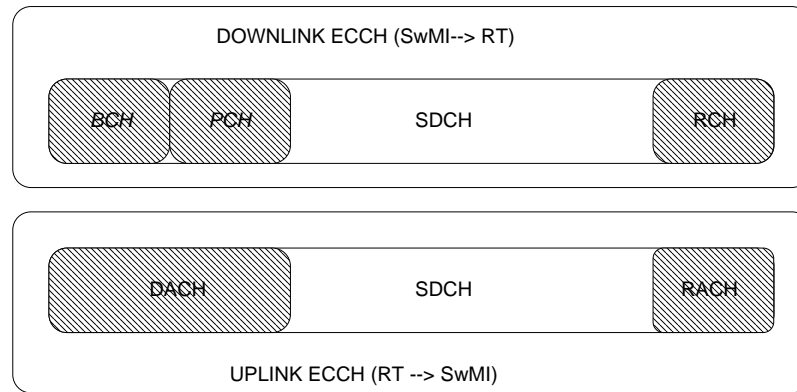 DOWNLINK ECCH (SwMI--> RT)
BCH PCH SDCH RCH
DACH SDCH RACH
UPLINK ECCH (RT --> SwMI)